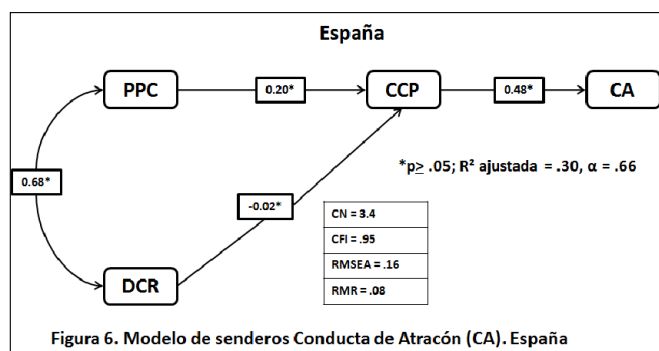 España
PPC
0.20*
CCP
0.48*
CA
*p≥ .05; R² ajustada = .30, α = .66
0.68*
-0.02*
CN = 3.4
CFI = .95
RMSEA = .16
RMR = .08
DCR
Figura 6. Modelo de senderos Conducta de Atracón (CA). España